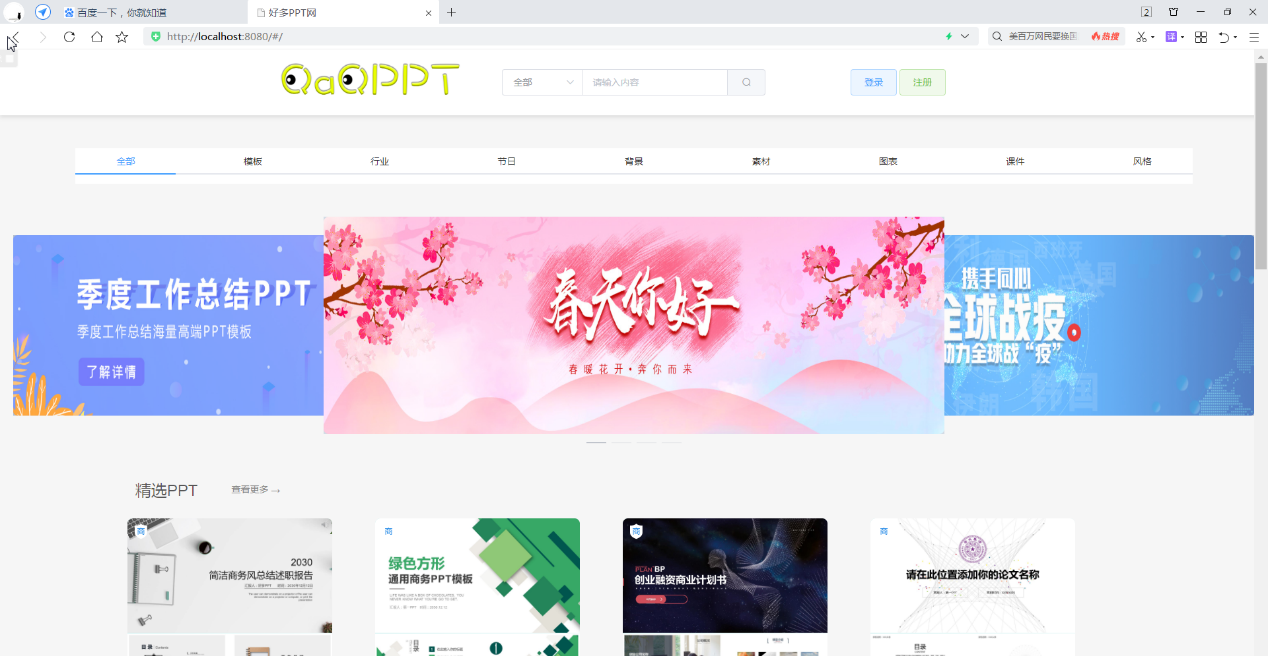 百度一下，你就知道
好多PPT网
2
http://localhost:8080/#/
美百万网民要换国
热搜
译
QaQPPT
全部
请输入内容
登录
注册
全部 模板 行业 节日 背景 素材 图表 课件 风格
季度工作总结PPT
季度工作总结海量高端PPT模板
了解详情
春天你好
春暖花开·奔你而来
携手同心
全球战疫
助力全球战“疫”
韩国
精选PPT
查看更多→
商
2030
简洁商务风总结述职报告
目录
商
绿色方形
通用商务PPT模板
目录
商
PLAN BP
创业融资商业计划书
商
请在此位置添加你的论文名称
目录